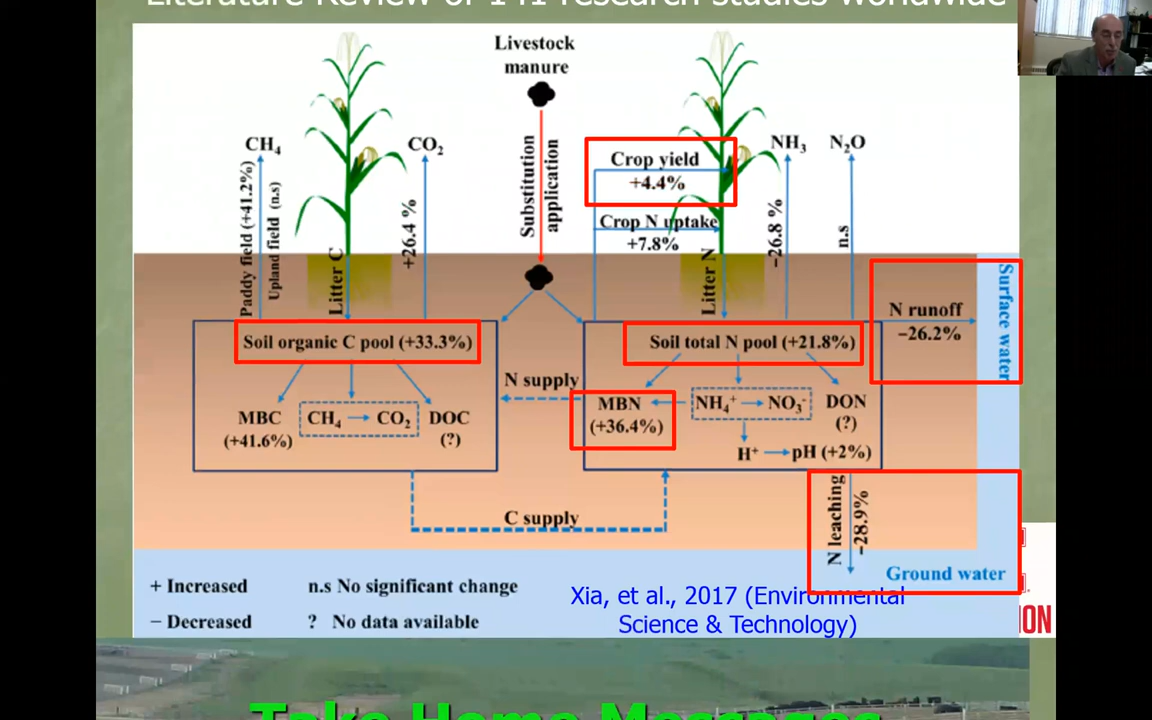 Literature Review of 141 research studies worldwide
Livestock
manure
Substitution
application
CH4
CO2
Paddy field (+41.2%)
Upland field (n.s)
Litter C
+26.4 %
Crop yield
+4.4%
Crop N uptake
+7.8%
Litter N
NH3
N2O
−26.8 %
n.s
N runoff
−26.2%
Surface water
Soil organic C pool (+33.3%)
MBC
(+41.6%)
CH4
CO2
DOC
(?)
N supply
Soil total N pool (+21.8%)
MBN
(+36.4%)
NH4+
NO3-
DON
(?)
H+
pH (+2%)
C supply
N leaching
−28.9%
Ground water
+ Increased
n.s No significant change
− Decreased
? No data available
Xia, et al., 2017 (Environmental
Science & Technology)
ION
Take Home Messages